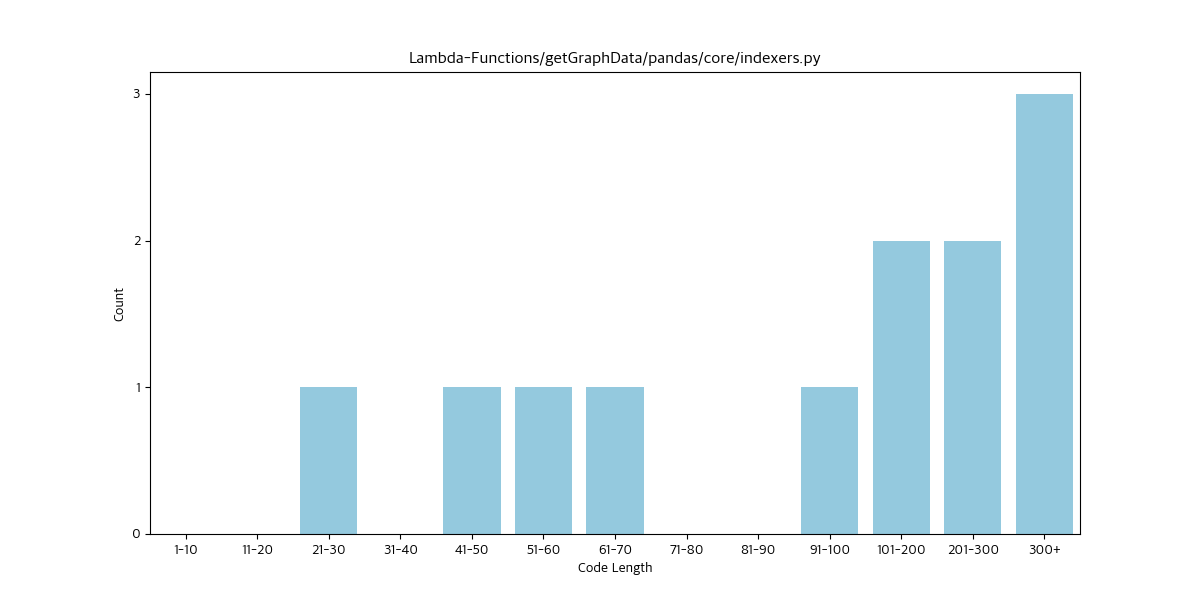 Lambda-Functions/getGraphData/pandas/core/indexers.py
3
2
1
0
Count
1-10 11-20 21-30 31-40 41-50 51-60 61-70 71-80 81-90 91-100 101-200 201-300 300+
Code Length